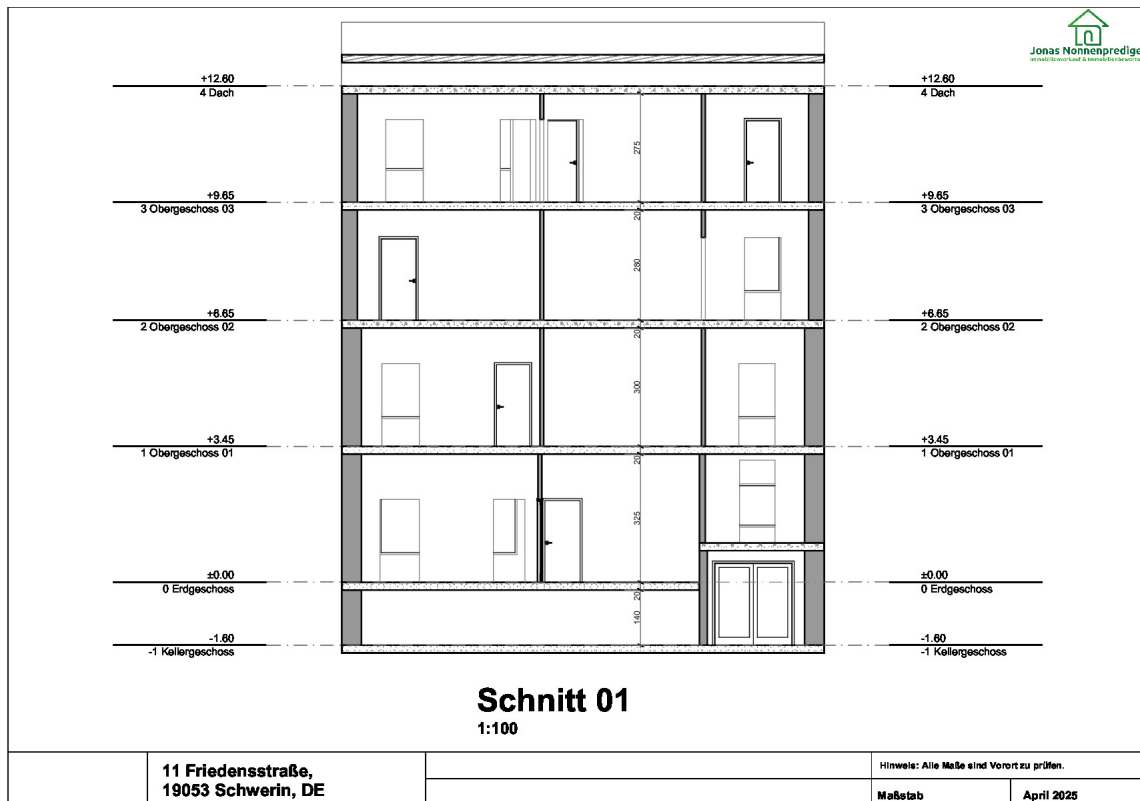 Jonas Nonnenpredige
Immobilienverkauf & Immobilienbewertu
+12.60
4 Dach
+12.60
4 Dach
275
+9.65
3 Obergeschoss 03
+9.65
3 Obergeschoss 03
20
280
+6.65
2 Obergeschoss 02
+6.65
2 Obergeschoss 02
20
300
+3.45
1 Obergeschoss 01
+3.45
1 Obergeschoss 01
20
325
±0.00
0 Erdgeschoss
±0.00
0 Erdgeschoss
20
140
-1.60
-1 Kellergeschoss
-1.60
-1 Kellergeschoss
Schnitt 01
1:100
11 Friedensstraße,
19053 Schwerin, DE
Hinweis: Alle Maße sind Vorort zu prüfen.
Maßstab
April 2025